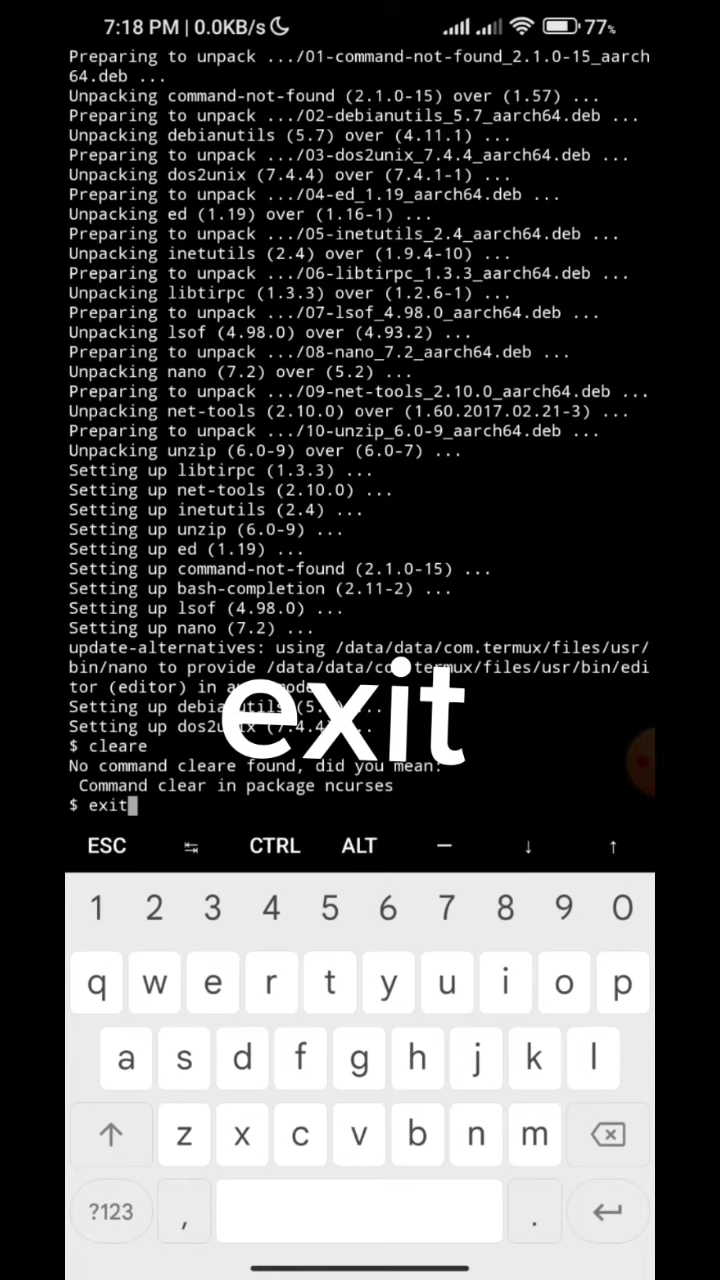 7:18 PM | 0.0KB/s 77%
Preparing to unpack .../01-command-not-found_2.1.0-15_aarch
64.deb ...
Unpacking command-not-found (2.1.0-15) over (1.57) ...
Preparing to unpack .../02-debianutils_5.7_aarch64.deb ...
Unpacking debianutils (5.7) over (4.11.1) ...
Preparing to unpack .../03-dos2unix_7.4.4_aarch64.deb ...
Unpacking dos2unix (7.4.4) over (7.4.1-1) ...
Preparing to unpack .../04-ed_1.19_aarch64.deb ...
Unpacking ed (1.19) over (1.16-1) ...
Preparing to unpack .../05-inetutils_2.4_aarch64.deb ...
Unpacking inetutils (2.4) over (1.9.4-10) ...
Preparing to unpack .../06-libtirpc_1.3.3_aarch64.deb ...
Unpacking libtirpc (1.3.3) over (1.2.6-1) ...
Preparing to unpack .../07-lsof_4.98.0_aarch64.deb ...
Unpacking lsof (4.98.0) over (4.93.2) ...
Preparing to unpack .../08-nano_7.2_aarch64.deb ...
Unpacking nano (7.2) over (5.2) ...
Preparing to unpack .../09-net-tools_2.10.0_aarch64.deb ...
Unpacking net-tools (2.10.0) over (1.60.2017.02.21-3) ...
Preparing to unpack .../10-unzip_6.0-9_aarch64.deb ...
Unpacking unzip (6.0-9) over (6.0-7) ...
Setting up libtirpc (1.3.3) ...
Setting up net-tools (2.10.0) ...
Setting up inetutils (2.4) ...
Setting up unzip (6.0-9) ...
Setting up ed (1.19) ...
Setting up command-not-found (2.1.0-15) ...
Setting up bash-completion (2.11-2) ...
Setting up lsof (4.98.0) ...
Setting up nano (7.2) ...
update-alternatives: using /data/data/com.termux/files/usr/
bin/nano to provide /data/data/com.termux/files/usr/bin/edi
tor (editor) in
exit
Setting up debianutils
Setting up dos2unix (7.4.4)
$ cleare
No command cleare found, did you mean:
Command clear in package ncurses
$ exit
ESC CTRL ALT — ↓ ↑
1 2 3 4 5 6 7 8 9 0
q w e r t y u i o p
a s d f g h j k l
z x c v b n m
?123 , .